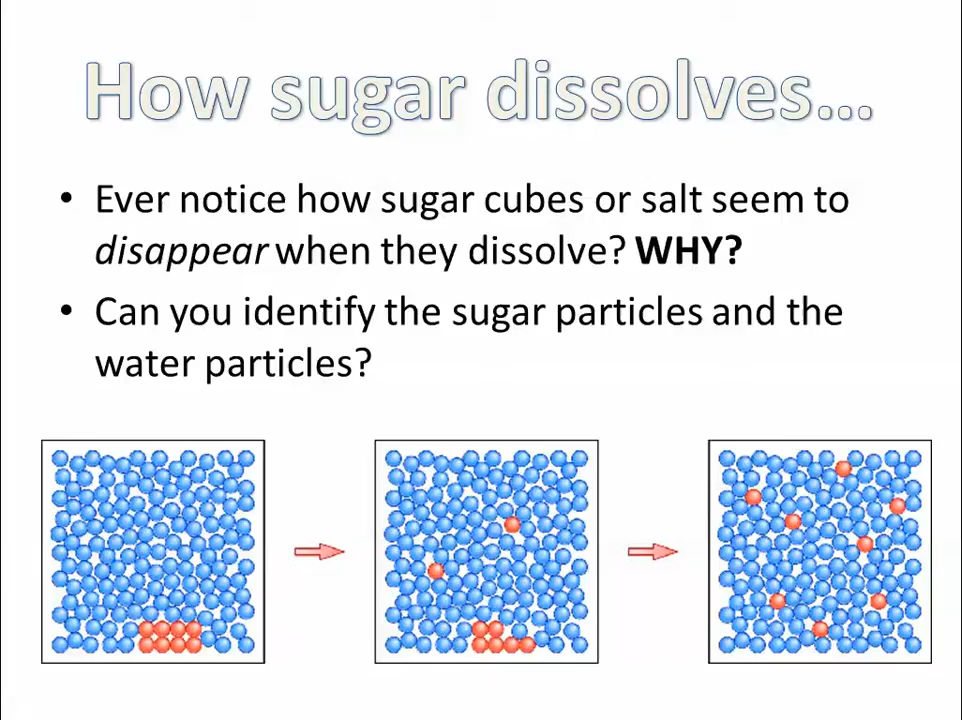 How sugar dissolves...
• Ever notice how sugar cubes or salt seem to
disappear when they dissolve? WHY?
• Can you identify the sugar particles and the
water particles?